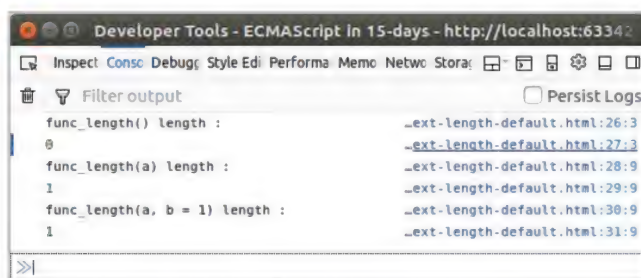 Developer Tools - ECMAScript in 15-days - http://localhost:63342
Inspect Consc Debugg Style Edi Performa Memo Netwo Storag
Filter output Persist Logs
func_length() length : …ext-length-default.html:26:3
0 …ext-length-default.html:27:3
func_length(a) length : …ext-length-default.html:28:9
1 …ext-length-default.html:29:9
func_length(a, b = 1) length : …ext-length-default.html:30:9
1 …ext-length-default.html:31:9